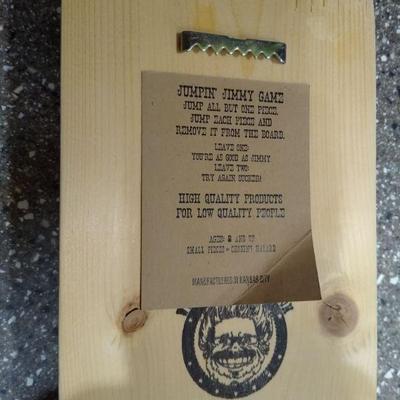 JUMPIN' JIMMY GAME
JUMP ALL BUT ONE PIECE,
JUMP EACH PIECE AND
REMOVE IT FROM THE BOARD.
LEAVE ONE:
YOU'RE AS GOOD AS JIMMY.
LEAVE TWO:
TRY AGAIN SUCKER!
HIGH QUALITY PRODUCTS
FOR LOW QUALITY PEOPLE
AGES: 8 AND UP
SMALL PIECES - CHOKING HAZARD
MANUFACTURED IN KANSAS CITY